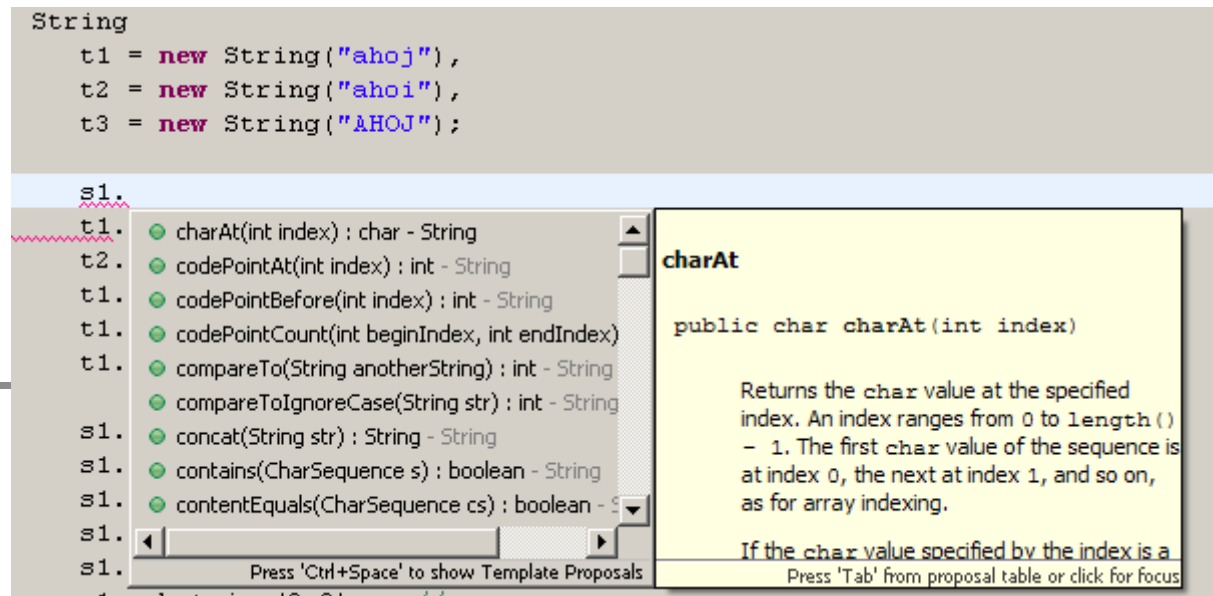 String
t1 = new String("ahoj"),
t2 = new String("ahoi"),
t3 = new String("AHOJ");
s1.
t1.
t2.
t1.
t1.
t1.
s1.
s1.
s1.
s1.
s1.
charAt(int index) : char - String
codePointAt(int index) : int - String
codePointBefore(int index) : int - String
codePointCount(int beginIndex, int endIndex)
compareTo(String anotherString) : int - String
compareToIgnoreCase(String str) : int - String
concat(String str) : String - String
contains(CharSequence s) : boolean - String
contentEquals(CharSequence cs) : boolean -
Press 'Ctrl+Space' to show Template Proposals
charAt
public char charAt(int index)
Returns the char value at the specified
index. An index ranges from 0 to length()
- 1. The first char value of the sequence is
at index 0, the next at index 1, and so on,
as for array indexing.
If the char value specified by the index is a
Press 'Tab' from proposal table or click for focus